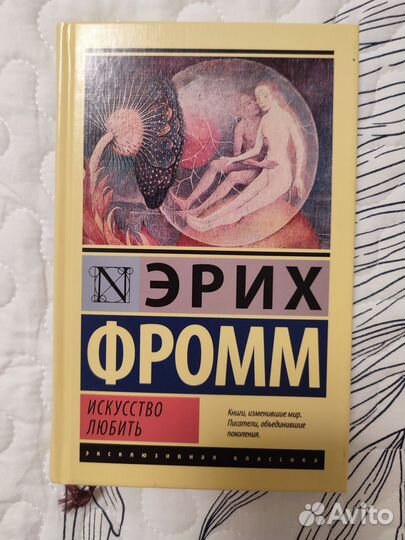 N
ЭРИХ
ФРОММ
ИСКУССТВО
ЛЮБИТЬ
Книги, изменившие мир.
Писатели, объединившие
поколения.
ЭКСКЛЮЗИВНАЯ КЛАССИКА
Avito